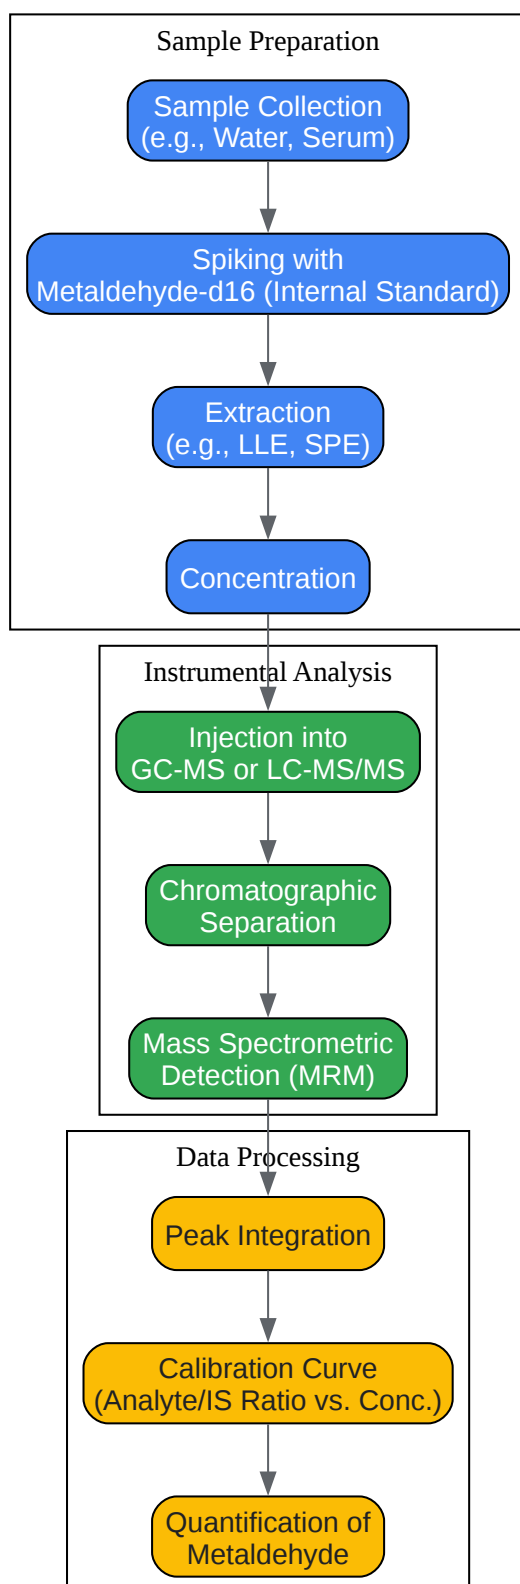 Sample Preparation
Sample Collection
(e.g., Water, Serum)
Spiking with
Metaldehyde-d16 (Internal Standard)
Extraction
(e.g., LLE, SPE)
Concentration
Instrumental Analysis
Injection into
GC-MS or LC-MS/MS
Chromatographic
Separation
Mass Spectrometric
Detection (MRM)
Data Processing
Peak Integration
Calibration Curve
(Analyte/IS Ratio vs. Conc.)
Quantification of
Metaldehyde